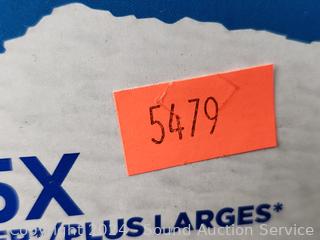 5479
5X
PLUS LARGES*
Copyright 2024 Sound Auction Service